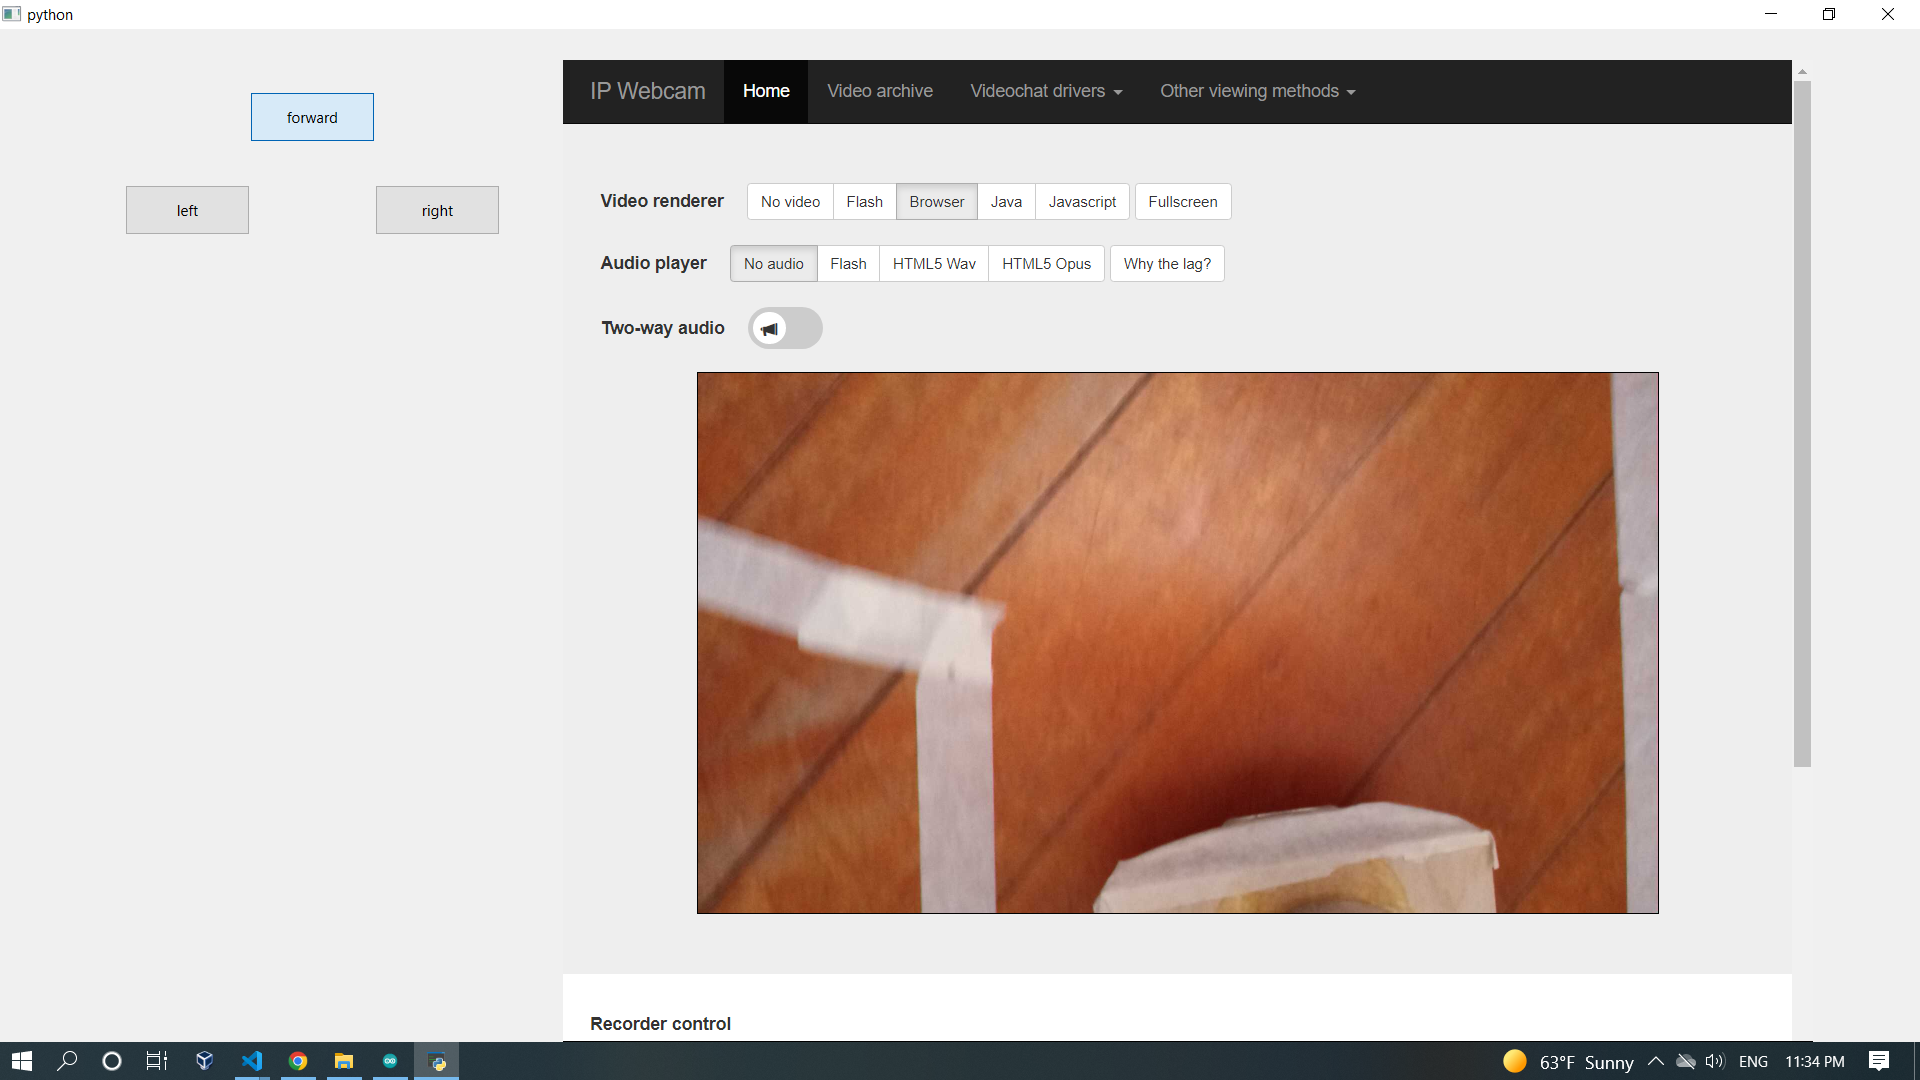 python
forward
left
right
IP Webcam Home Video archive Videochat drivers Other viewing methods
Video renderer No video Flash Browser Java Javascript Fullscreen
Audio player No audio Flash HTML5 Wav HTML5 Opus Why the lag?
Two-way audio
Recorder control
63°F Sunny ENG 11:34 PM